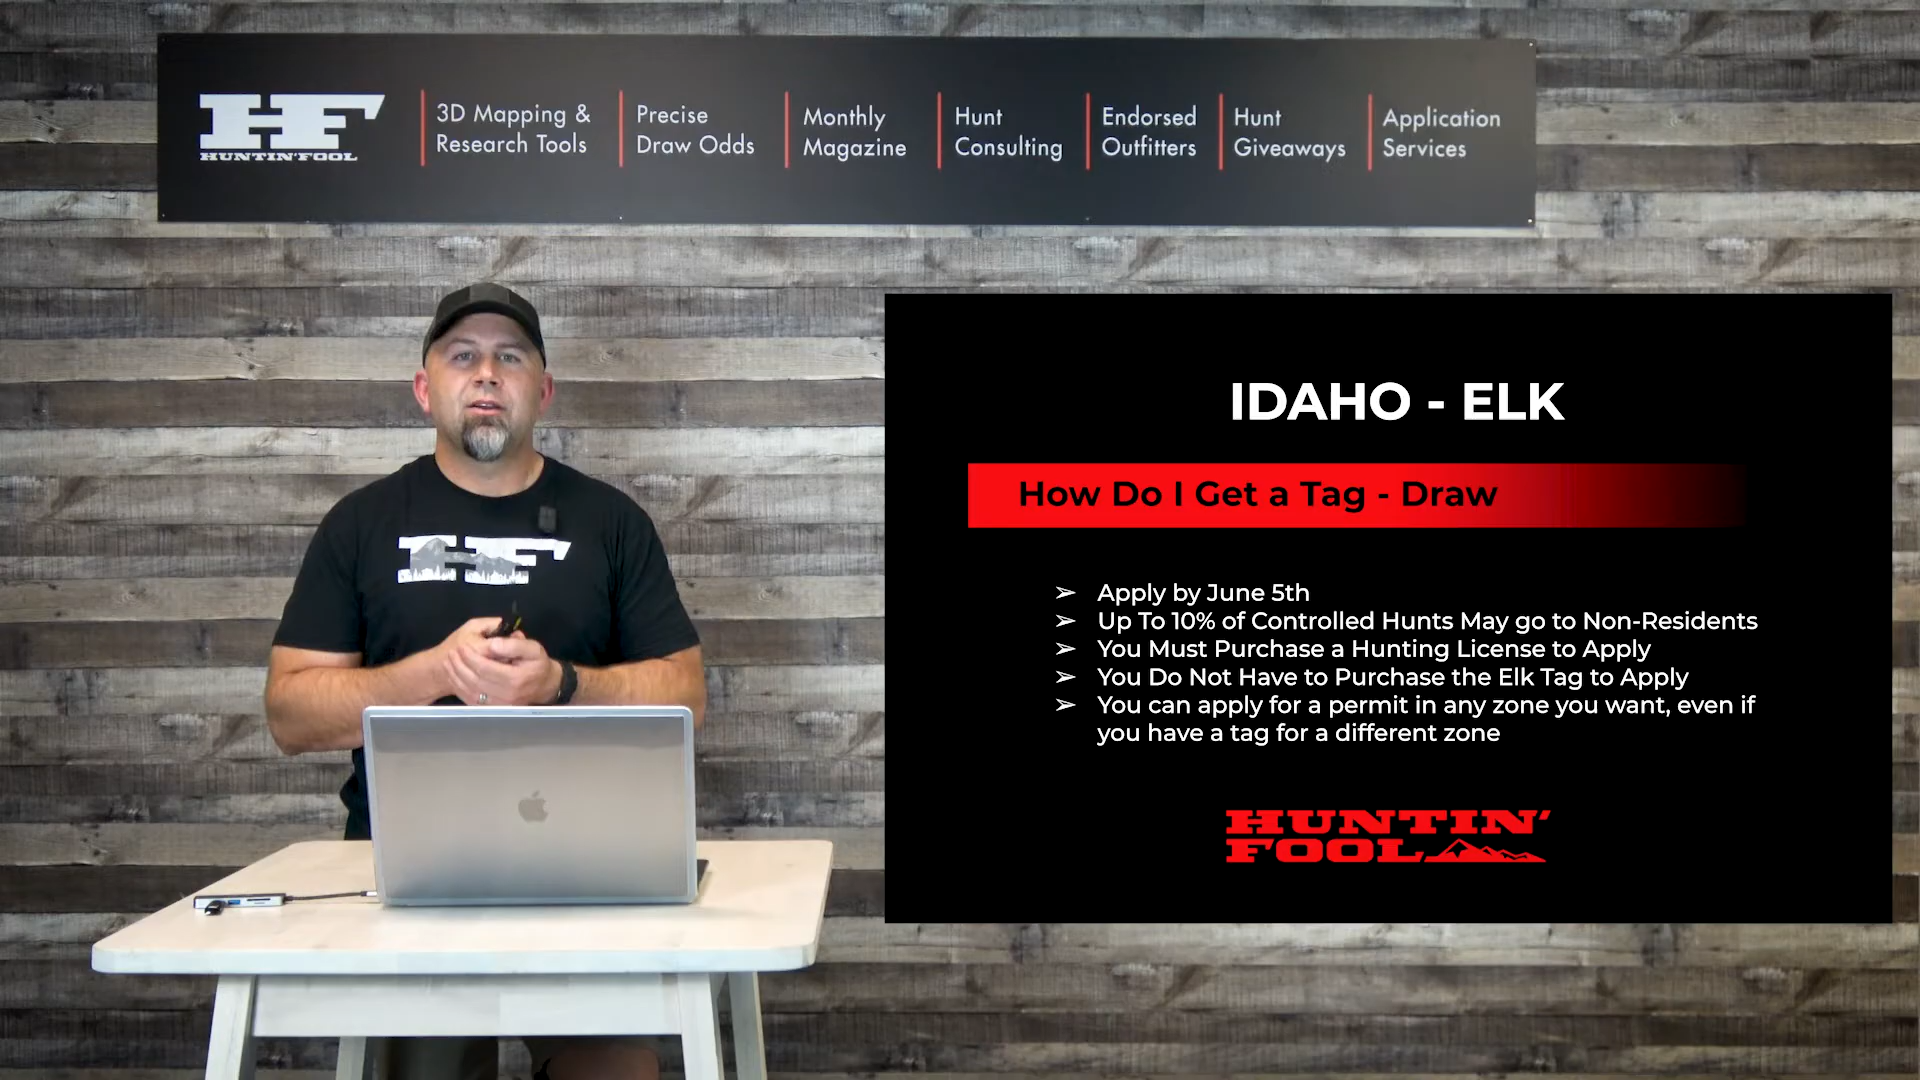 HF
HUNTIN'FOOL
3D Mapping &
Research Tools
Precise
Draw Odds
Monthly
Magazine
Hunt
Consulting
Endorsed
Outfitters
Hunt
Giveaways
Application
Services
HF
IDAHO - ELK
How Do I Get a Tag - Draw
➢ Apply by June 5th
➢ Up To 10% of Controlled Hunts May go to Non-Residents
➢ You Must Purchase a Hunting License to Apply
➢ You Do Not Have to Purchase the Elk Tag to Apply
➢ You can apply for a permit in any zone you want, even if
you have a tag for a different zone
HUNTIN'
FOOL